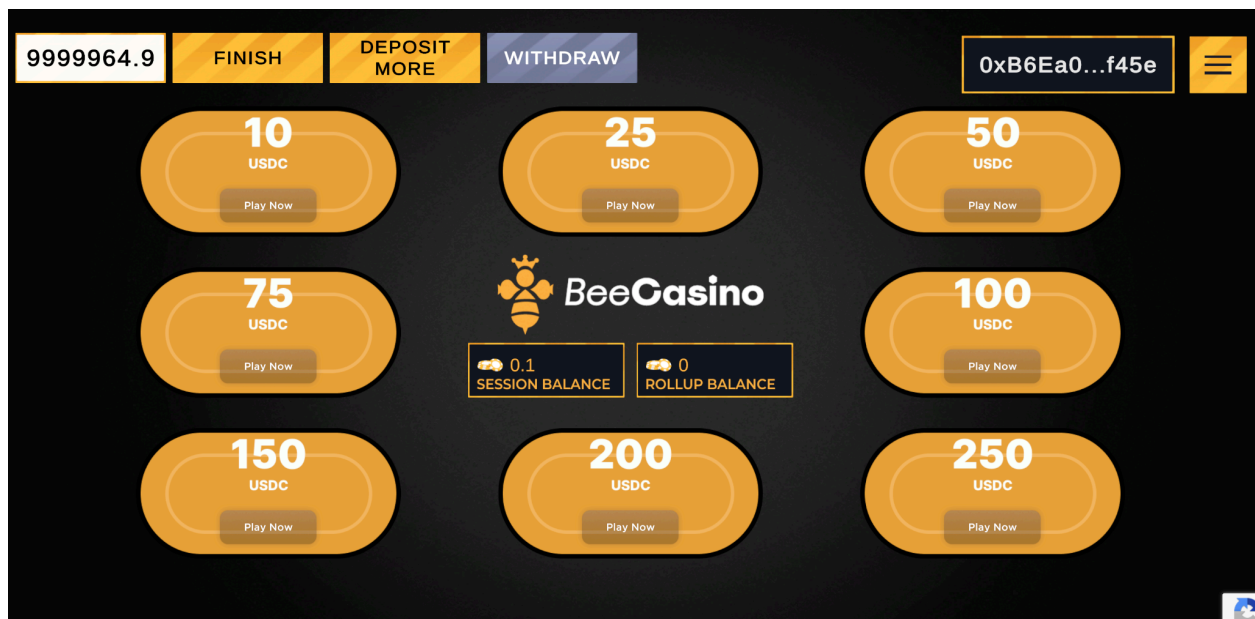 9999964.9
FINISH
DEPOSIT
MORE
WITHDRAW
0xB6Ea0...f45e
10
USDC
Play Now
25
USDC
Play Now
50
USDC
Play Now
75
USDC
Play Now
BeeCasino
0.1
SESSION BALANCE
0
ROLLUP BALANCE
100
USDC
Play Now
150
USDC
Play Now
200
USDC
Play Now
250
USDC
Play Now